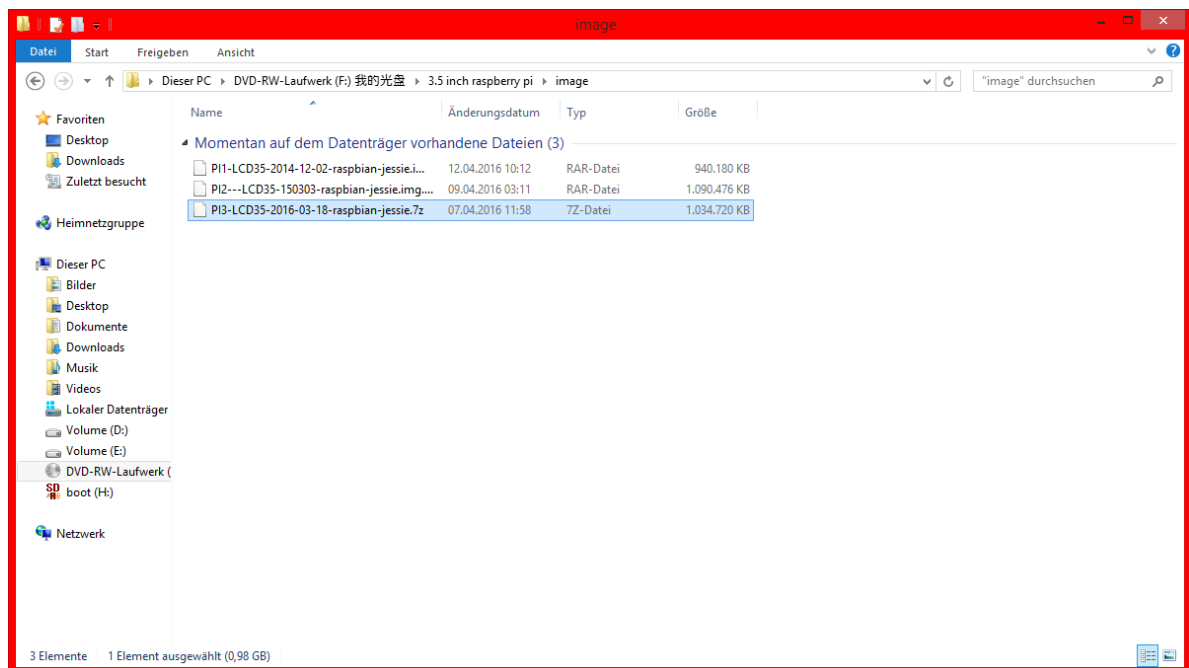 image
Datei Start Freigeben Ansicht
Dieser PC DVD-RW-Laufwerk (F:) 我的光盘 3.5 inch raspberry pi image "image" durchsuchen
Favoriten
Desktop
Downloads
Zuletzt besucht
Heimnetzgruppe
Dieser PC
Bilder
Desktop
Dokumente
Downloads
Musik
Videos
Lokaler Datenträger
Volume (D:)
Volume (E:)
DVD-RW-Laufwerk (
boot (H:)
Netzwerk
Name Änderungsdatum Typ Größe
Momentan auf dem Datenträger vorhandene Dateien (3)
PI1-LCD35-2014-12-02-raspbian-jessie.i... 12.04.2016 10:12 RAR-Datei 940.180 KB
PI2---LCD35-150303-raspbian-jessie.img.... 09.04.2016 03:11 RAR-Datei 1.090.476 KB
PI3-LCD35-2016-03-18-raspbian-jessie.7z 07.04.2016 11:58 7Z-Datei 1.034.720 KB
3 Elemente 1 Element ausgewählt (0,98 GB)